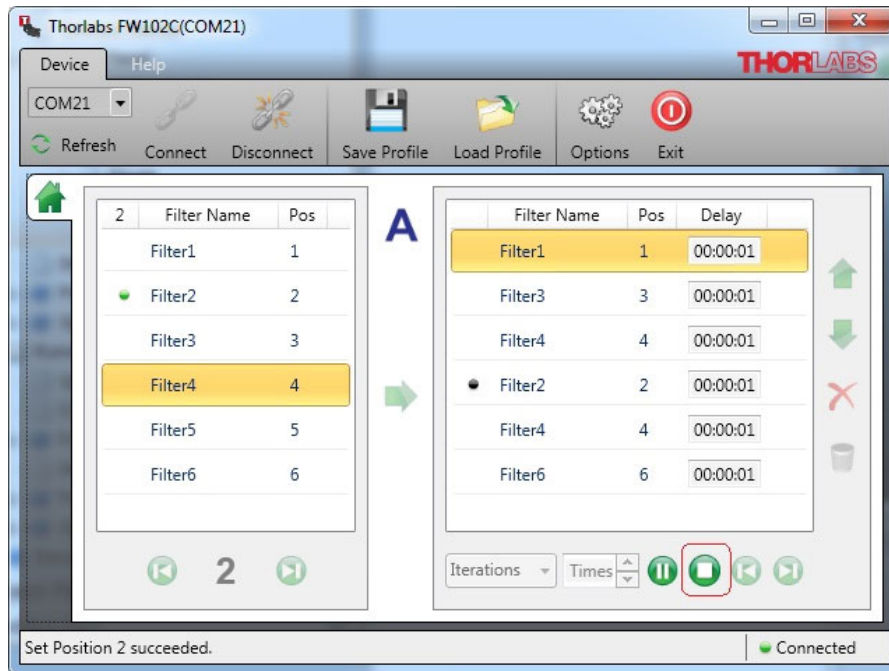 Thorlabs FW102C(COM21)
Device Help
THORLABS
COM21
Refresh Connect Disconnect Save Profile Load Profile Options Exit
2 Filter Name Pos
Filter1 1
Filter2 2
Filter3 3
Filter4 4
Filter5 5
Filter6 6
2
A
Filter Name Pos Delay
Filter1 1 00:00:01
Filter3 3 00:00:01
Filter4 4 00:00:01
Filter2 2 00:00:01
Filter4 4 00:00:01
Filter6 6 00:00:01
Iterations Times
Set Position 2 succeeded. Connected